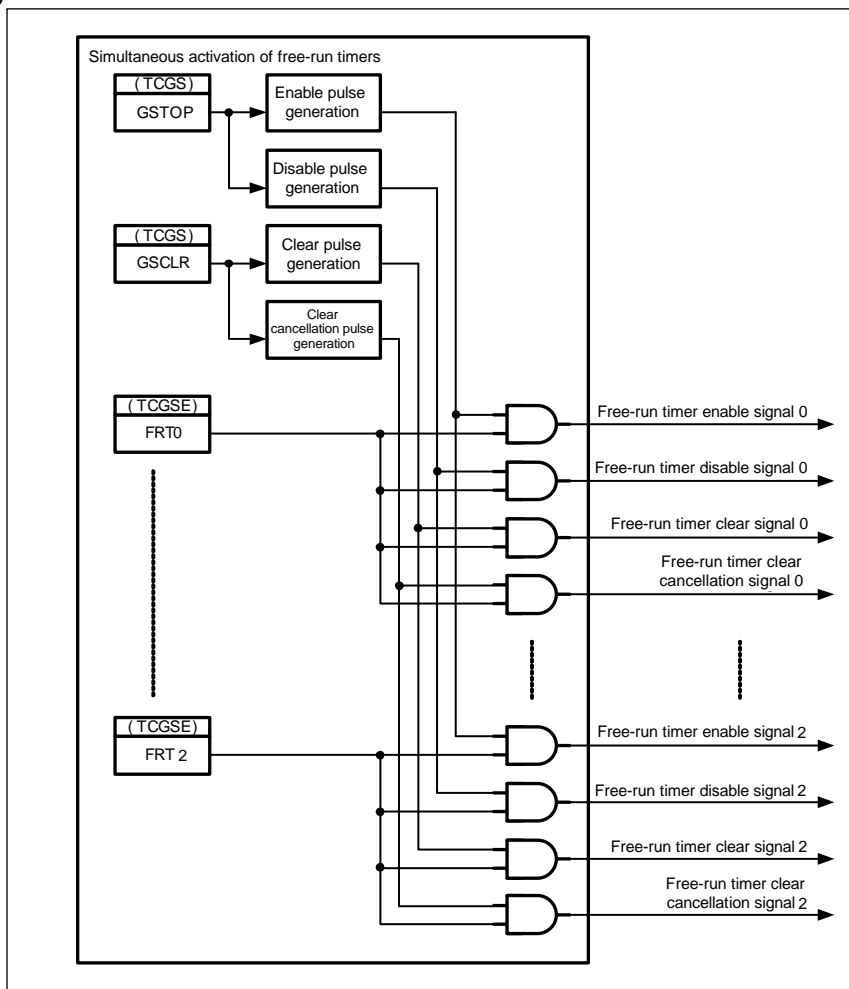 Simultaneous activation of free-run timers
(TCGS)
GSTOP
Enable pulse
generation
Disable pulse
generation
(TCGS)
GSCLR
Clear pulse
generation
Clear
cancellation pulse
generation
(TCGSE)
FRT0
Free-run timer enable signal 0
Free-run timer disable signal 0
Free-run timer clear signal 0
Free-run timer clear
cancellation signal 0
(TCGSE)
FRT 2
Free-run timer enable signal 2
Free-run timer disable signal 2
Free-run timer clear signal 2
Free-run timer clear
cancellation signal 2